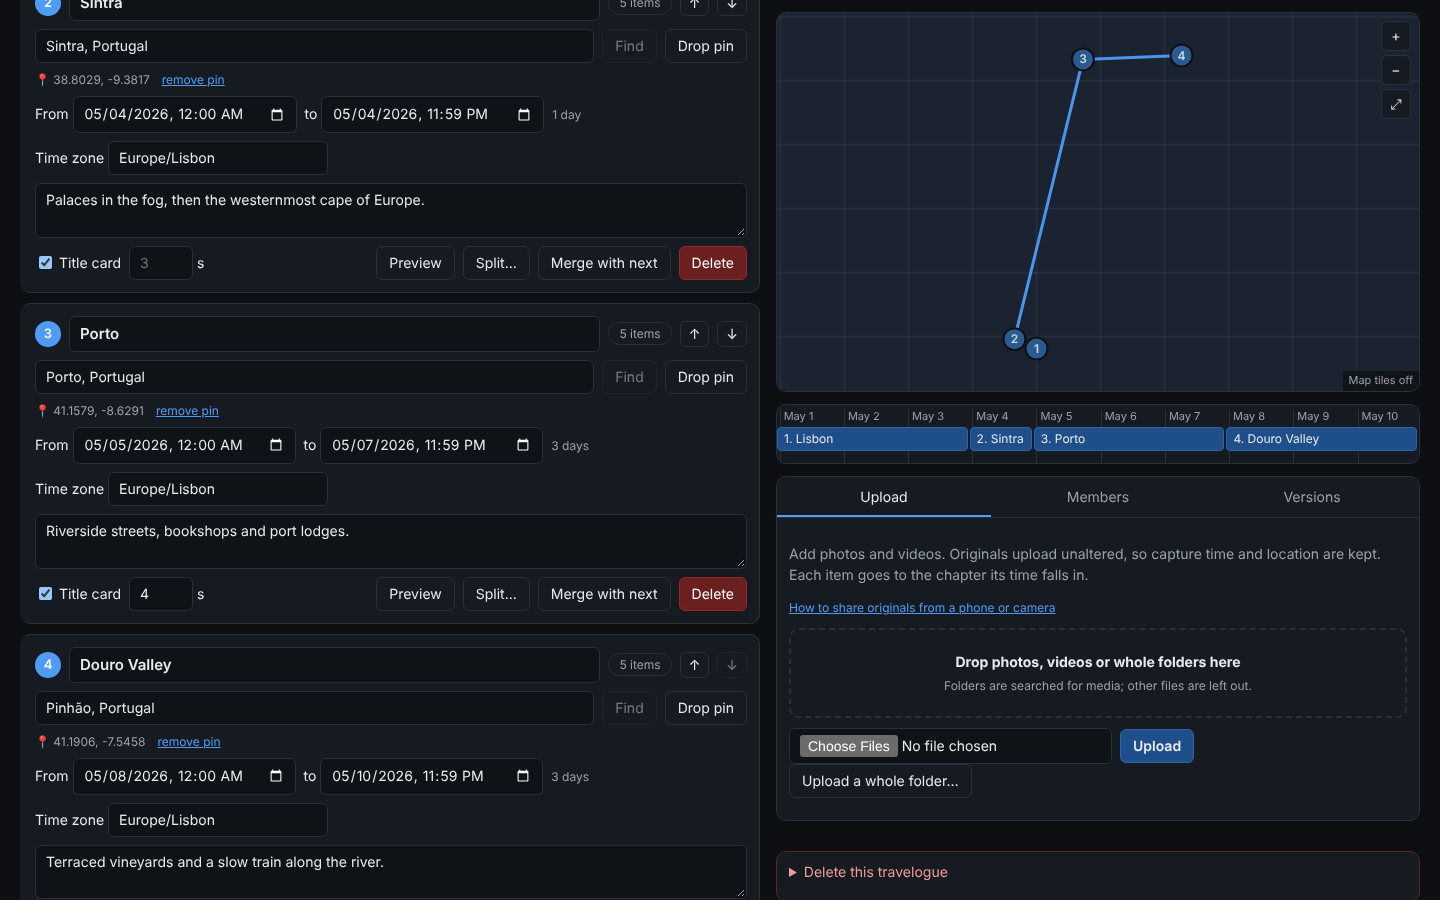 2 Sintra 5 items ↑ ↓
Sintra, Portugal Find Drop pin
38.8029, -9.3817 remove pin
From 05/04/2026, 12:00 AM to 05/04/2026, 11:59 PM 1 day
Time zone Europe/Lisbon
Palaces in the fog, then the westernmost cape of Europe.
Title card 3 s Preview Split... Merge with next Delete
3 Porto 5 items ↑ ↓
Porto, Portugal Find Drop pin
41.1579, -8.6291 remove pin
From 05/05/2026, 12:00 AM to 05/07/2026, 11:59 PM 3 days
Time zone Europe/Lisbon
Riverside streets, bookshops and port lodges.
Title card 4 s Preview Split... Merge with next Delete
4 Douro Valley 5 items ↑ ↓
Pinhão, Portugal Find Drop pin
41.1906, -7.5458 remove pin
From 05/08/2026, 12:00 AM to 05/10/2026, 11:59 PM 3 days
Time zone Europe/Lisbon
Terraced vineyards and a slow train along the river.
3 4
2 1
+
−
Map tiles off
May 1 May 2 May 3 May 4 May 5 May 6 May 7 May 8 May 9 May 10
1. Lisbon 2. Sintra 3. Porto 4. Douro Valley
Upload Members Versions
Add photos and videos. Originals upload unaltered, so capture time and location are kept.
Each item goes to the chapter its time falls in.
How to share originals from a phone or camera
Drop photos, videos or whole folders here
Folders are searched for media; other files are left out.
Choose Files No file chosen Upload
Upload a whole folder...
Delete this travelogue